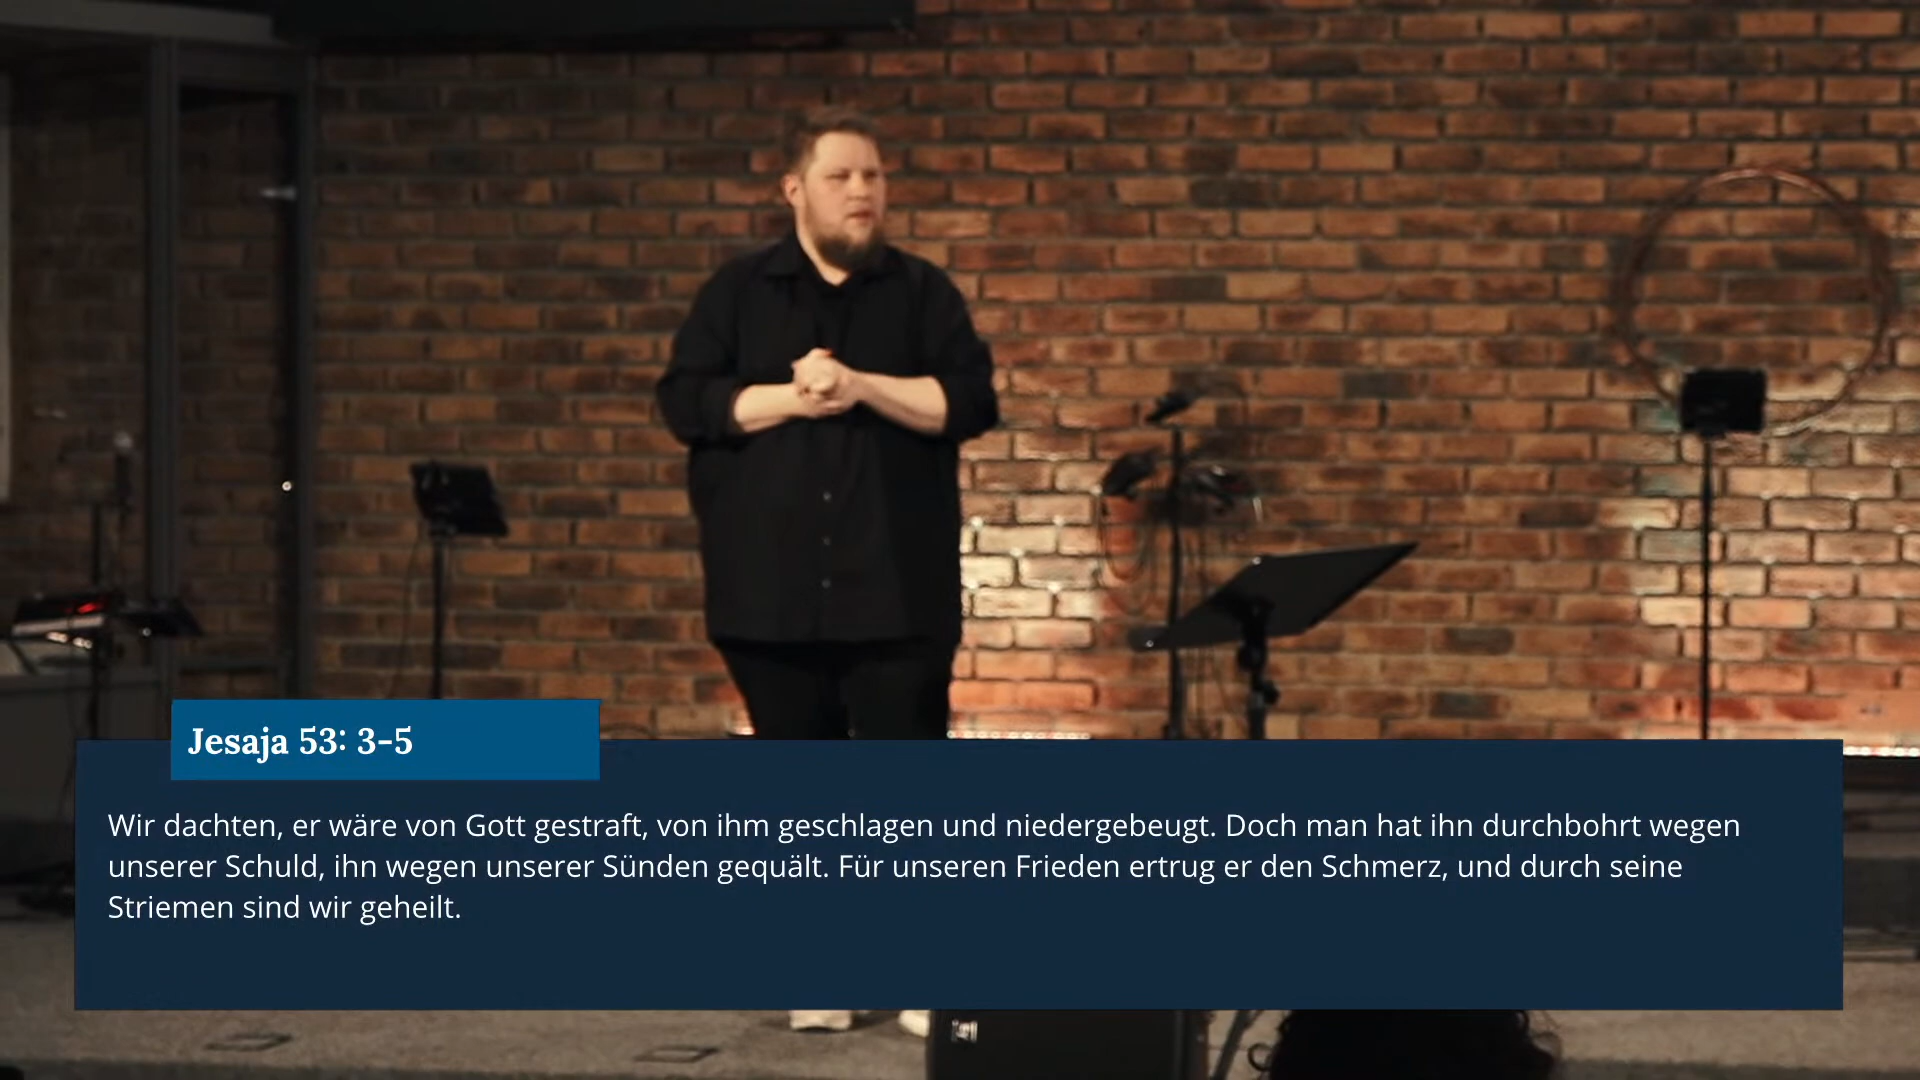 Jesaja 53: 3-5
Wir dachten, er wäre von Gott gestraft, von ihm geschlagen und niedergebeugt. Doch man hat ihn durchbohrt wegen
unserer Schuld, ihn wegen unserer Sünden gequält. Für unseren Frieden ertrug er den Schmerz, und durch seine
Striemen sind wir geheilt.